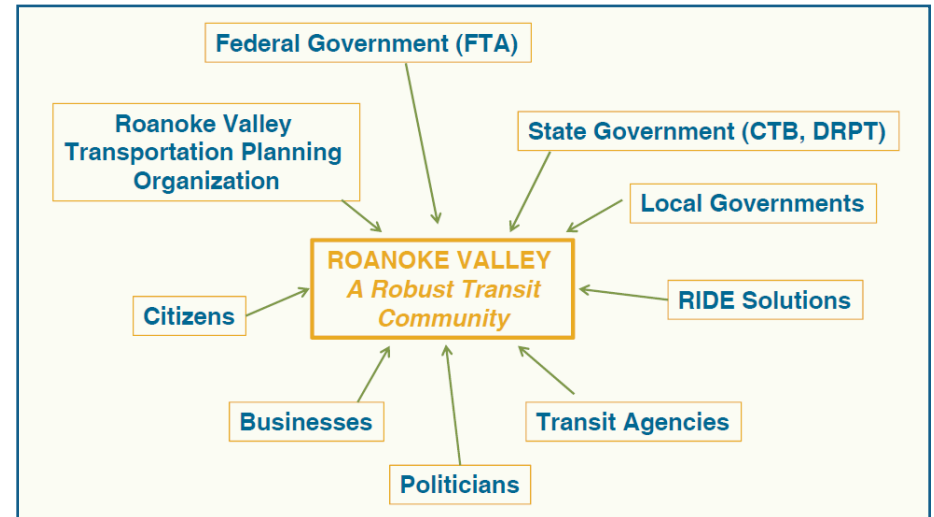 Federal Government (FTA)
Roanoke Valley
Transportation Planning
Organization
State Government (CTB, DRPT)
Local Governments
ROANOKE VALLEY
A Robust Transit
Community
RIDE Solutions
Citizens
Businesses
Transit Agencies
Politicians